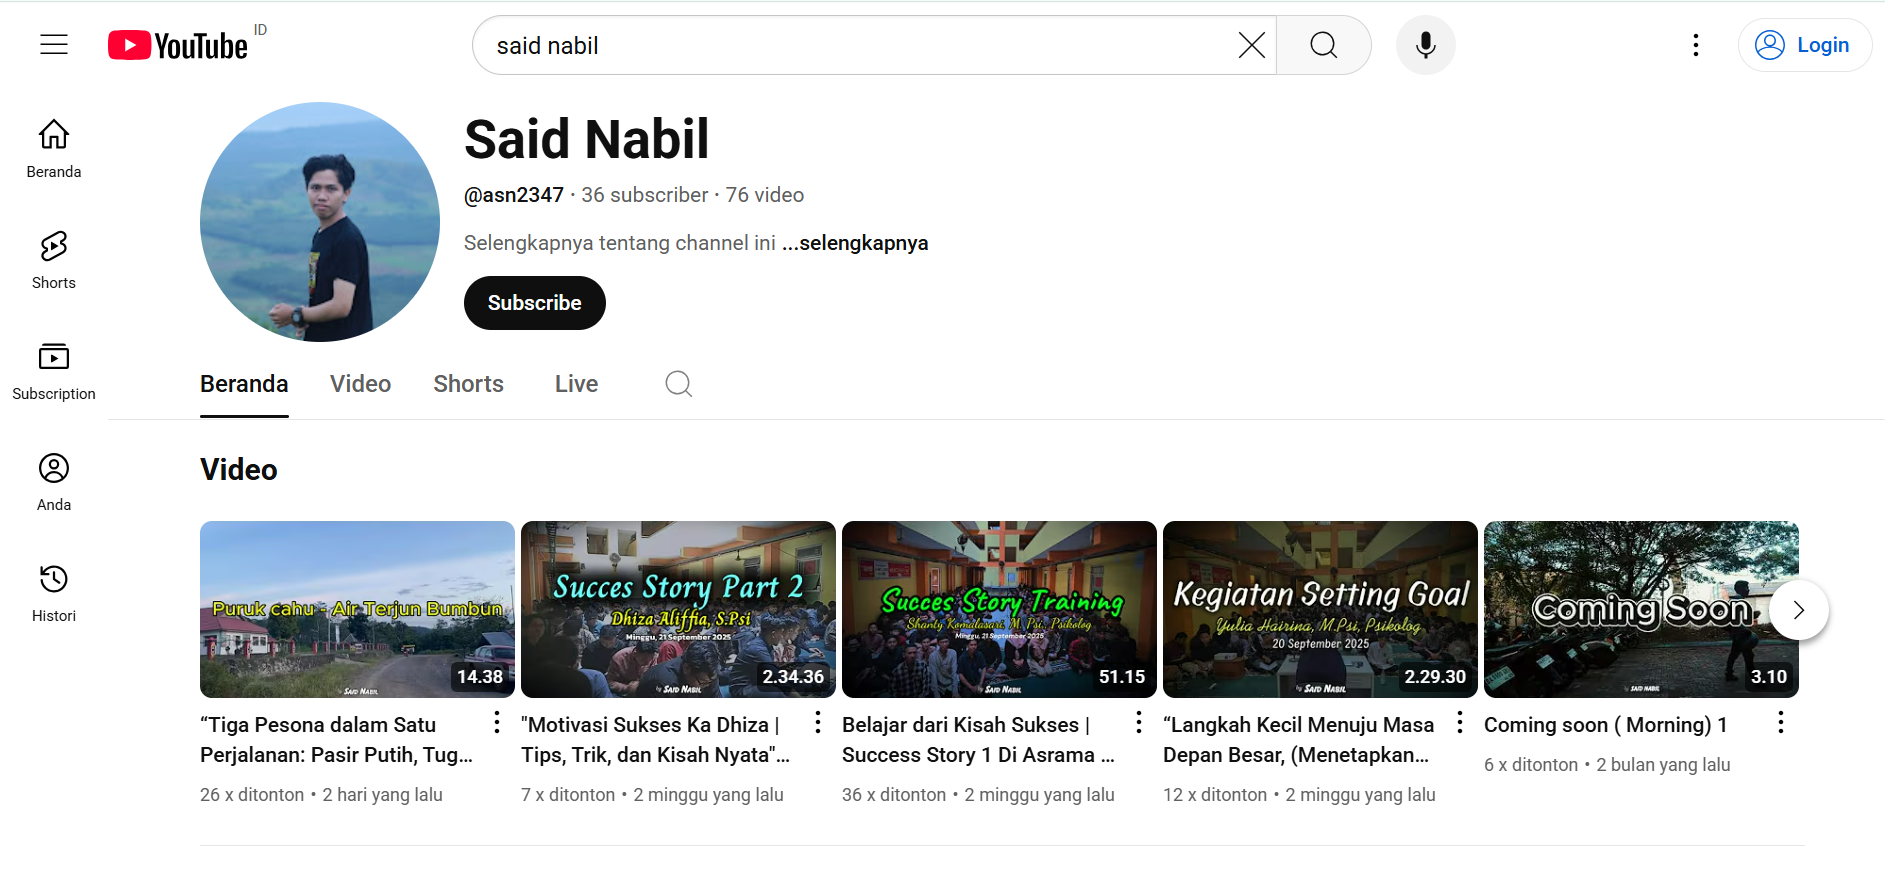 YouTube ID
said nabil
Login
Beranda
Shorts
Subscription
Anda
Histori
Said Nabil
@asn2347 · 36 subscriber · 76 video
Selengkapnya tentang channel ini ...selengkapnya
Subscribe
Beranda Video Shorts Live
Video
Puruk cahu - Air Terjun Bumbun
SAID NABIL
14.38
Succes Story Part 2
Dhiza Aliffia, S.Psi
Minggu, 21 September 2025
by SAID NABIL
2.34.36
Succes Story Training
Shanty Komalasari, M. Psi, Psikolog
Minggu, 21 September 2025
by SAID NABIL
51.15
Kegiatan Setting Goal
Yulia Hairina, M.Psi, Psikolog
20 September 2025
by SAID NABIL
2.29.30
Coming Soon
by SAID NABIL
3.10
“Tiga Pesona dalam Satu
Perjalanan: Pasir Putih, Tug...
26 x ditonton • 2 hari yang lalu
"Motivasi Sukses Ka Dhiza |
Tips, Trik, dan Kisah Nyata"...
7 x ditonton • 2 minggu yang lalu
Belajar dari Kisah Sukses |
Success Story 1 Di Asrama ...
36 x ditonton • 2 minggu yang lalu
“Langkah Kecil Menuju Masa
Depan Besar, (Menetapkan...
12 x ditonton • 2 minggu yang lalu
Coming soon ( Morning) 1
6 x ditonton • 2 bulan yang lalu